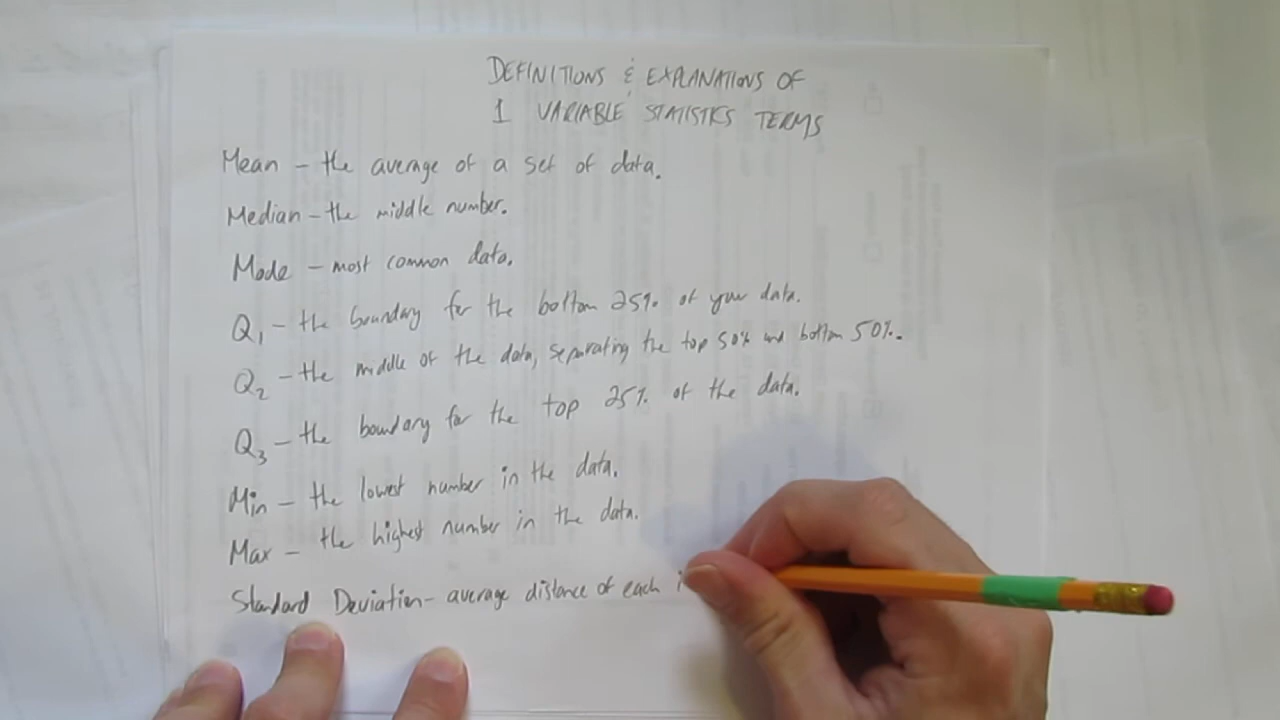 DEFINITIONS & EXPLANATIONS OF
1 VARIABLE STATISTICS TERMS
Mean - the average of a set of data.
Median - the middle number.
Mode - most common data.
Q1 - the boundary for the bottom 25% of your data.
Q2 - the middle of the data, separating the top 50% and bottom 50%.
Q3 - the boundary for the top 25% of the data.
Min - the lowest number in the data.
Max - the highest number in the data.
Standard Deviation - average distance of each